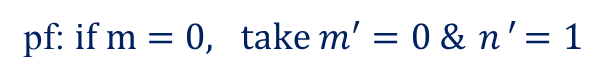 pf: if m = 0, take m′ = 0 & n′ = 1